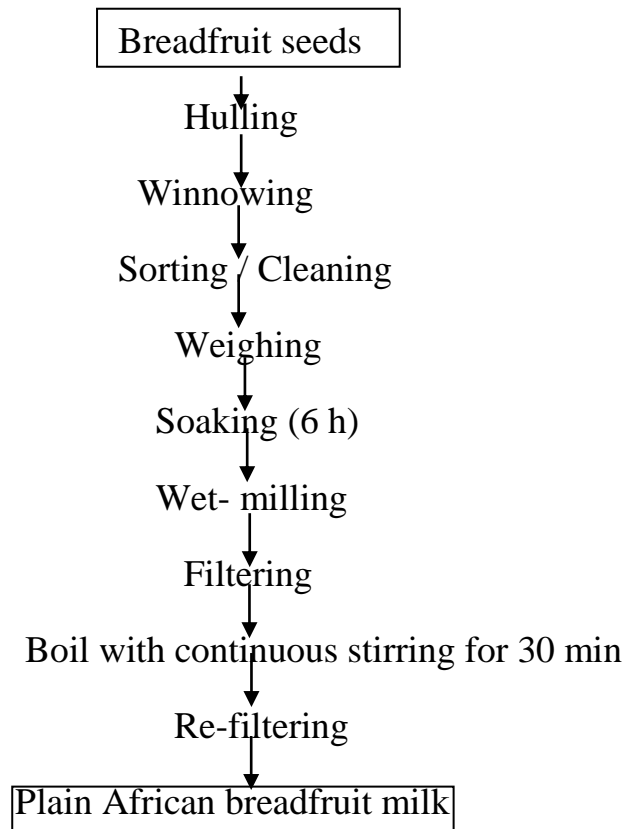 Breadfruit seeds
Hulling
Winnowing
Sorting / Cleaning
Weighing
Soaking (6 h)
Wet- milling
Filtering
Boil with continuous stirring for 30 min
Re-filtering
Plain African breadfruit milk